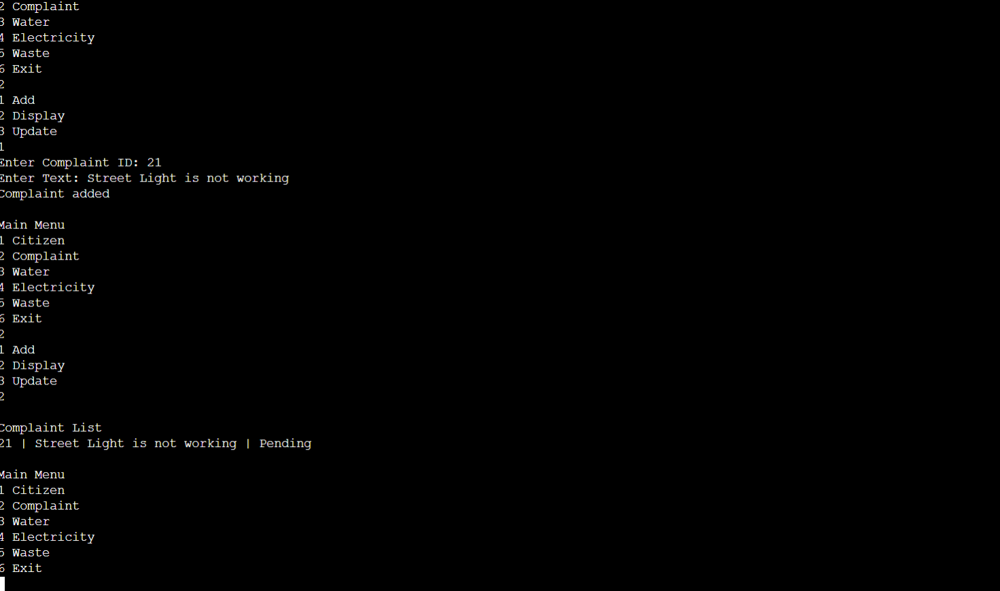 2 Complaint
3 Water
4 Electricity
5 Waste
6 Exit
2
1 Add
2 Display
3 Update
1
Enter Complaint ID: 21
Enter Text: Street Light is not working
Complaint added
Main Menu
1 Citizen
2 Complaint
3 Water
4 Electricity
5 Waste
6 Exit
2
1 Add
2 Display
3 Update
2
Complaint List
21 | Street Light is not working | Pending
Main Menu
1 Citizen
2 Complaint
3 Water
4 Electricity
5 Waste
6 Exit